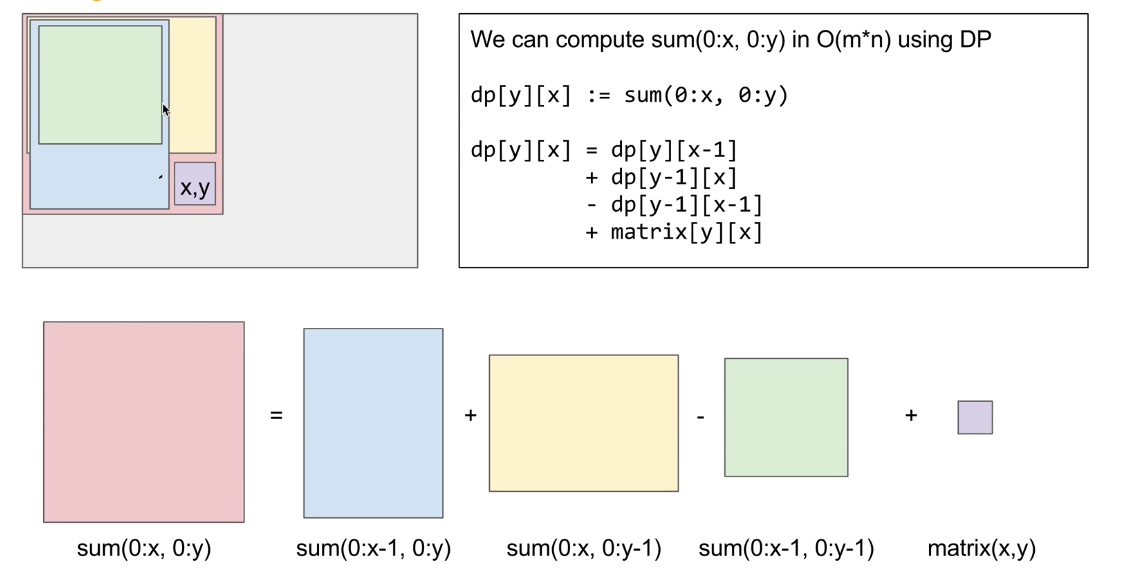 x,y
We can compute sum(0:x, 0:y) in O(m*n) using DP
dp[y][x] := sum(0:x, 0:y)
dp[y][x] = dp[y][x-1]
+ dp[y-1][x]
- dp[y-1][x-1]
+ matrix[y][x]
= + - +
sum(0:x, 0:y) sum(0:x-1, 0:y) sum(0:x, 0:y-1) sum(0:x-1, 0:y-1) matrix(x,y)